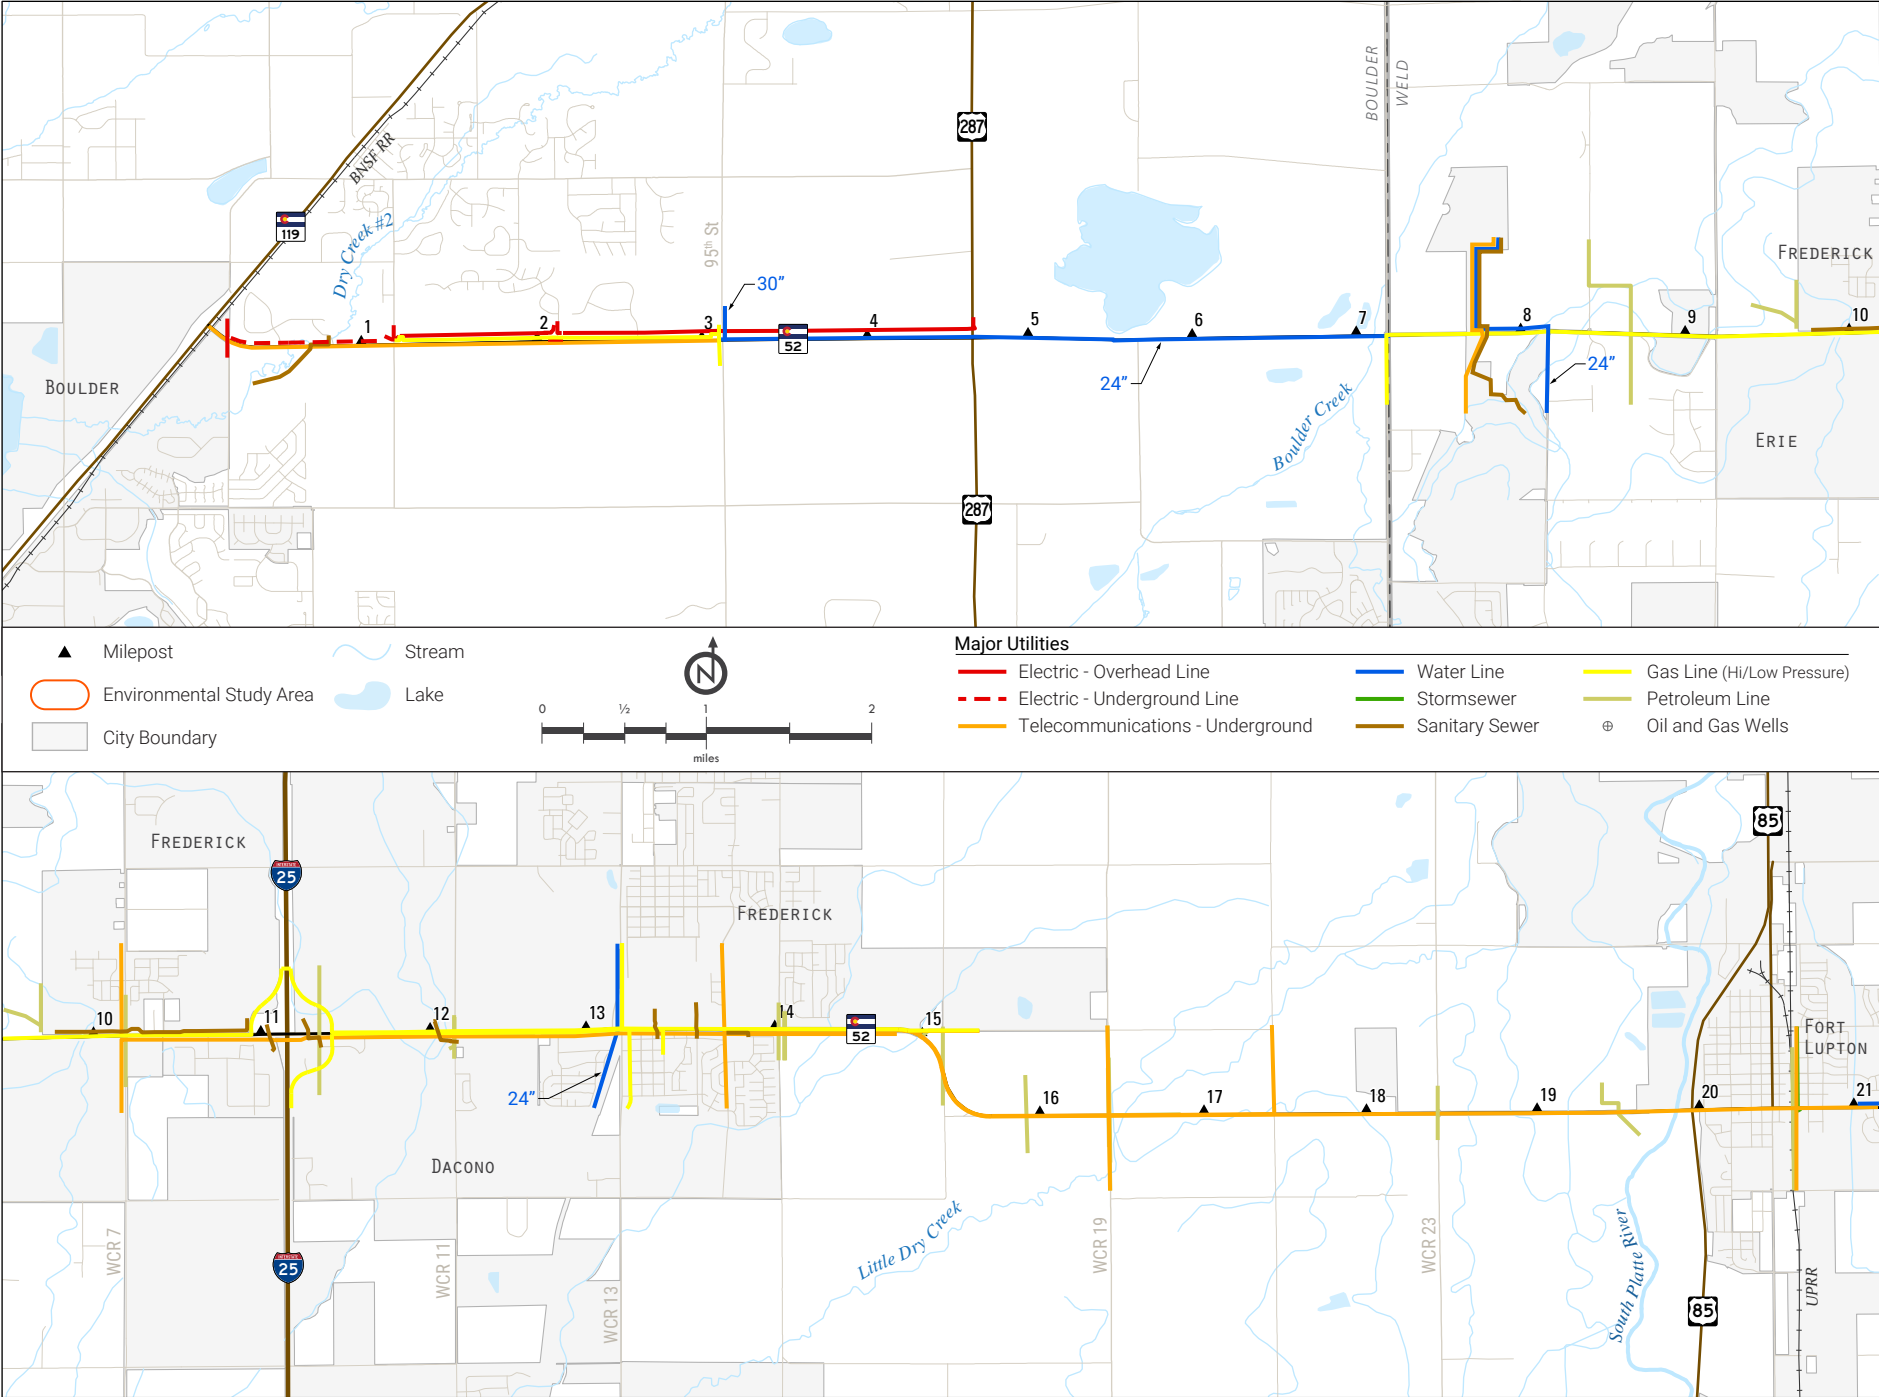 BOULDER
WELD
287
BNSF RR
119
Dry Creek #2
95th St
FREDERICK
30”
1
2
3
4
5
6
7
8
9
10
52
24”
24”
BOULDER
Boulder Creek
ERIE
287
Milepost
Environmental Study Area
City Boundary
Stream
Lake
N
0
½
1
2
miles
Major Utilities
Electric - Overhead Line
Electric - Underground Line
Telecommunications - Underground
Water Line
Stormsewer
Sanitary Sewer
Gas Line (Hi/Low Pressure)
Petroleum Line
Oil and Gas Wells
85
FREDERICK
INTERSTATE
25
FREDERICK
10
11
12
13
14
52
15
FORT
LUPTON
24”
16
17
18
19
20
21
DACONO
Little Dry Creek
WCR 7
WCR 11
WCR 13
WCR 19
WCR 23
South Platte River
INTERSTATE
25
UPRR
85